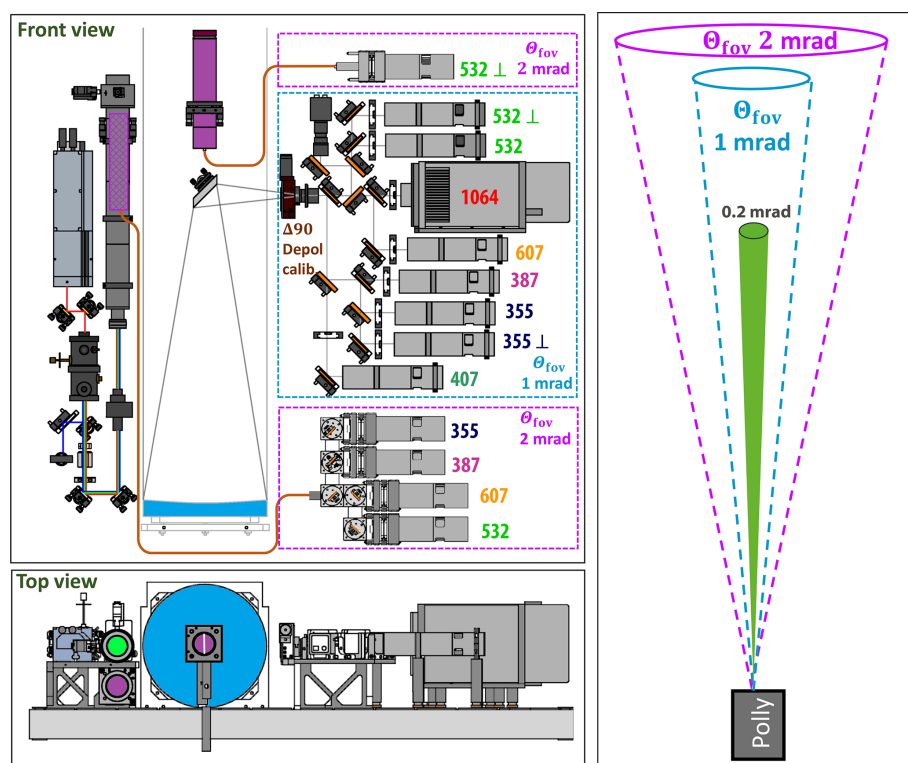 Front view
Θfov
2 mrad
532 ⊥
532 ⊥
532
1064
Δ90
Depol
calib.
607
387
355
355 ⊥
Θfov
1 mrad
407
Θfov
2 mrad
355
387
607
532
Top view
Θfov 2 mrad
Θfov
1 mrad
0.2 mrad
Polly